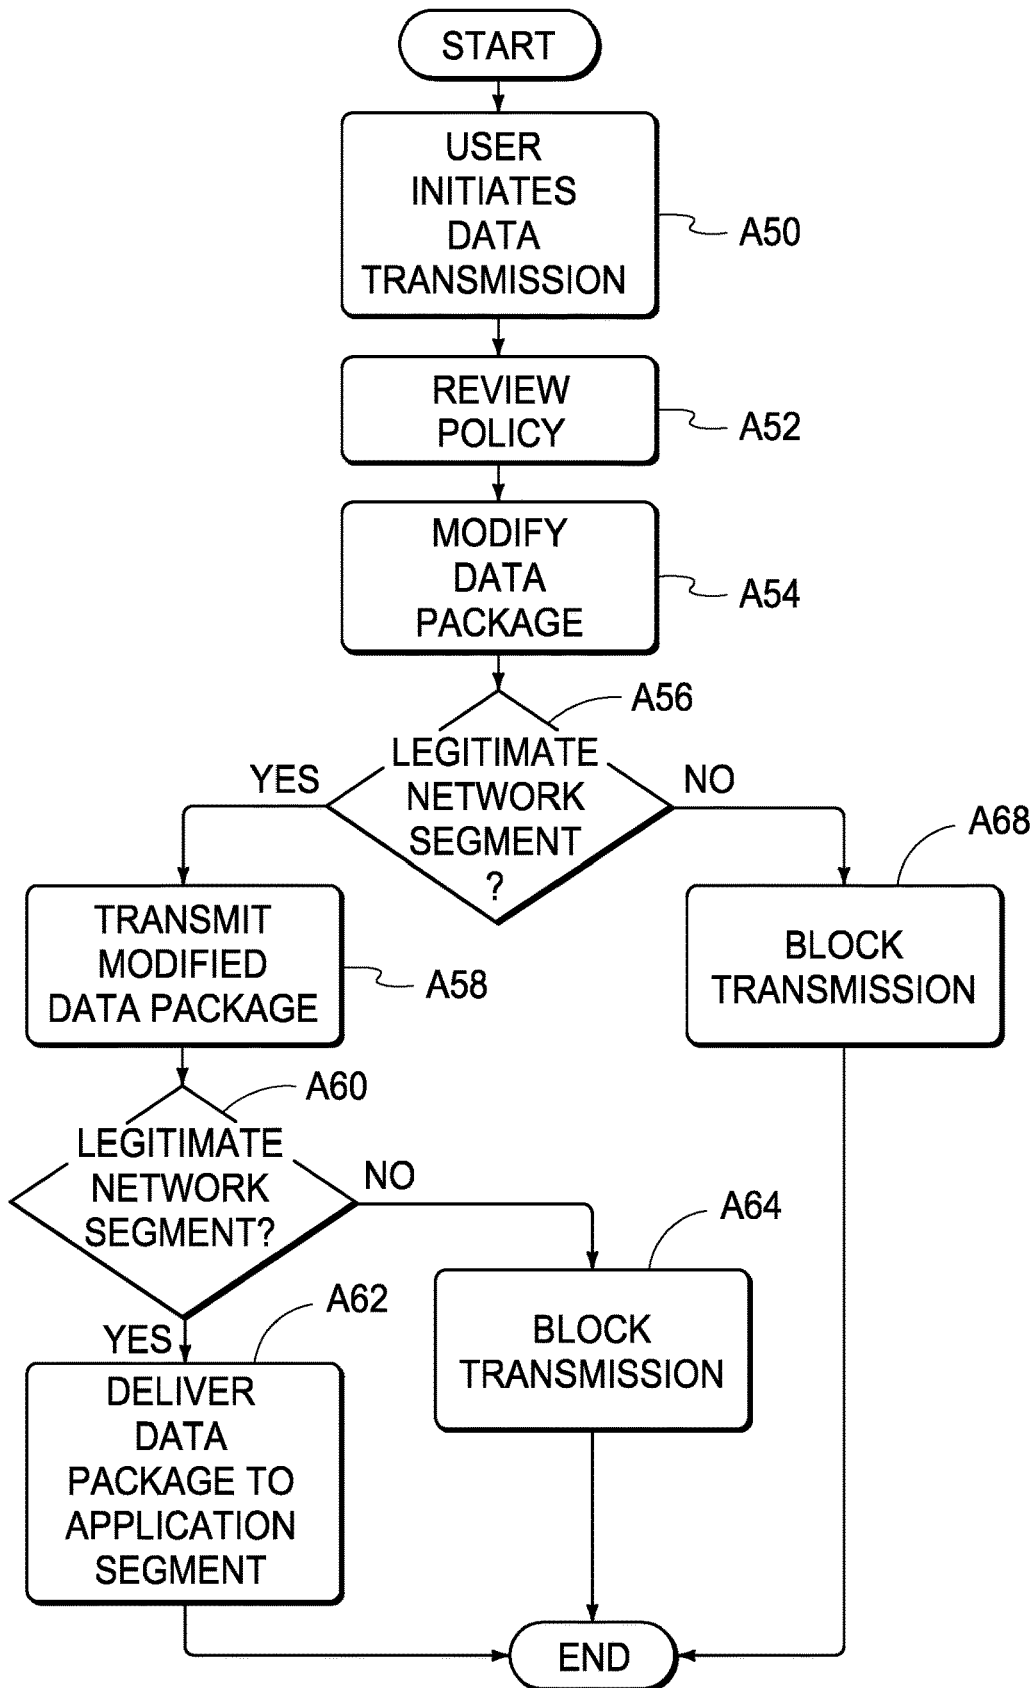 START
USER
INITIATES
DATA
TRANSMISSION
A50
REVIEW
POLICY
A52
MODIFY
DATA
PACKAGE
A54
A56
LEGITIMATE
NETWORK
SEGMENT
?
YES
NO
A68
TRANSMIT
MODIFIED
DATA PACKAGE
A58
BLOCK
TRANSMISSION
A60
LEGITIMATE
NETWORK
SEGMENT?
NO
A64
YES
A62
BLOCK
TRANSMISSION
DELIVER
DATA
PACKAGE TO
APPLICATION
SEGMENT
END